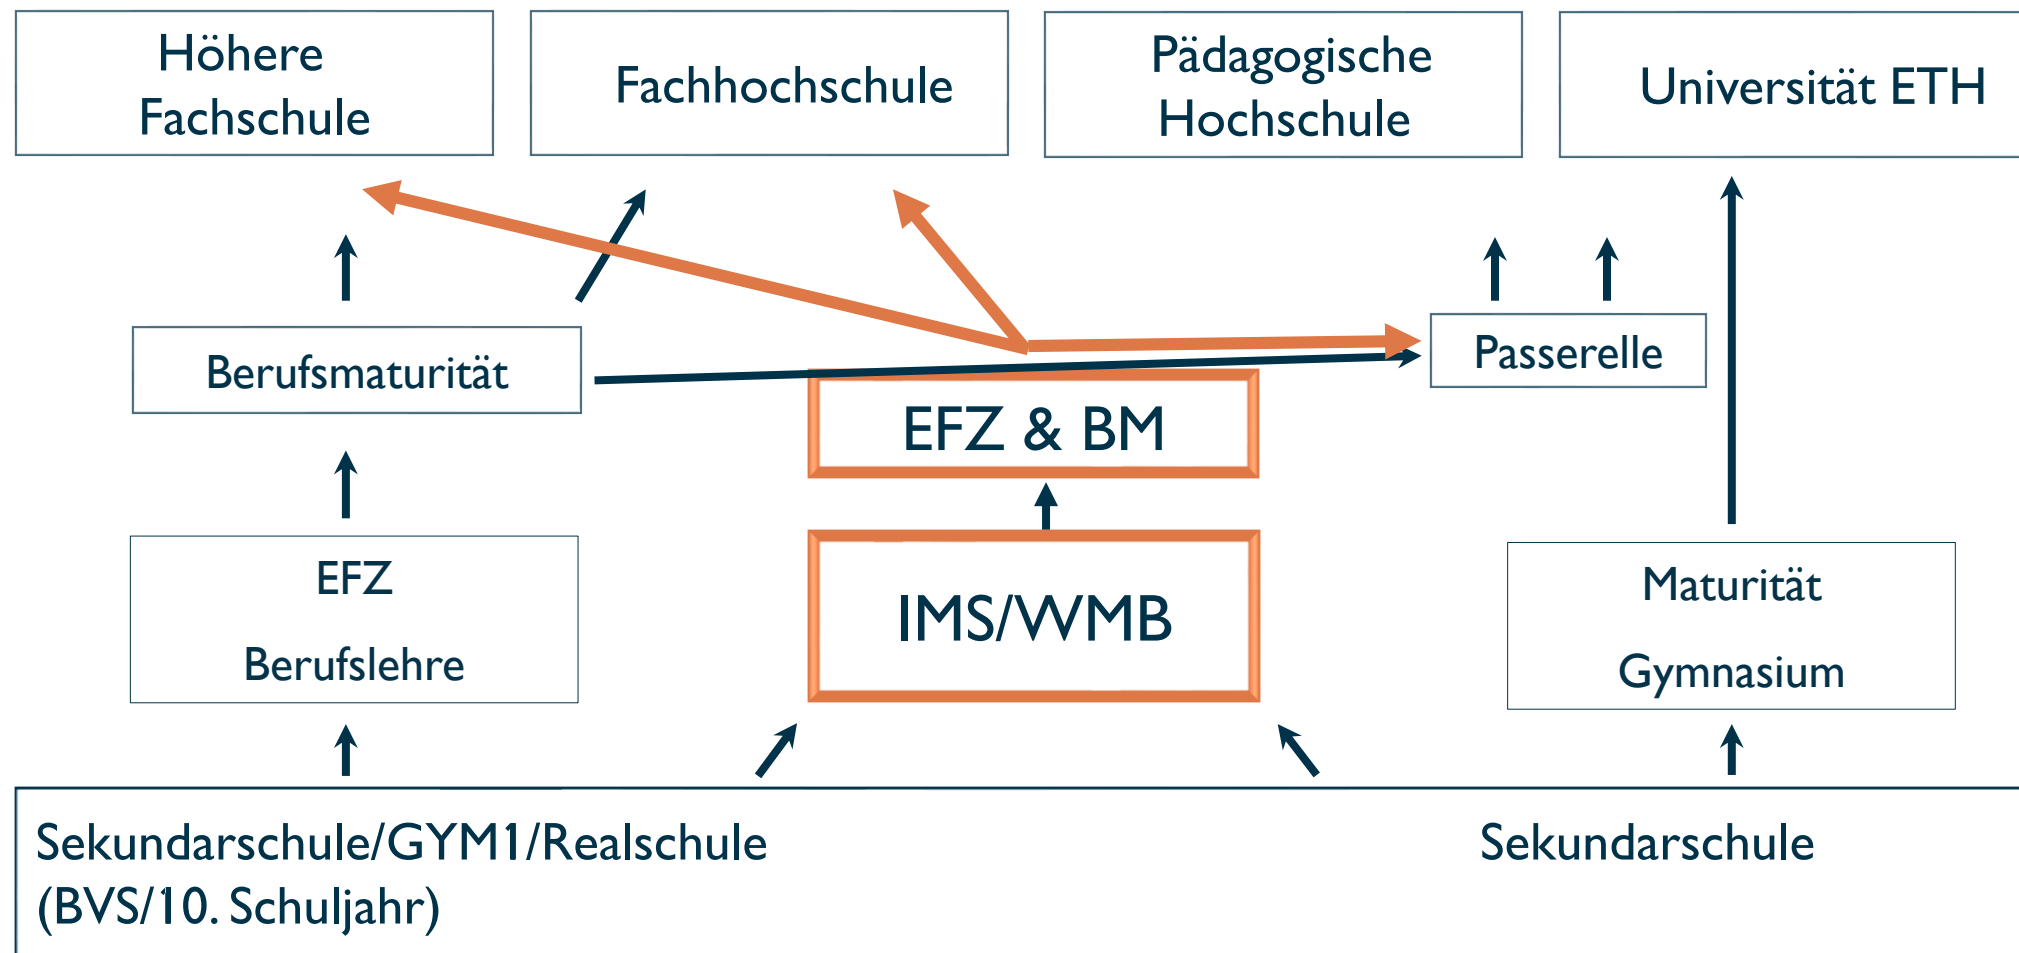 Höhere
Fachschule
Fachhochschule
Pädagogische
Hochschule
Universität ETH
Berufsmaturität
Passerelle
EFZ & BM
EFZ
Berufslehre
IMS/WMB
Maturität
Gymnasium
Sekundarschule/GYM1/Realschule
(BVS/10. Schuljahr)
Sekundarschule